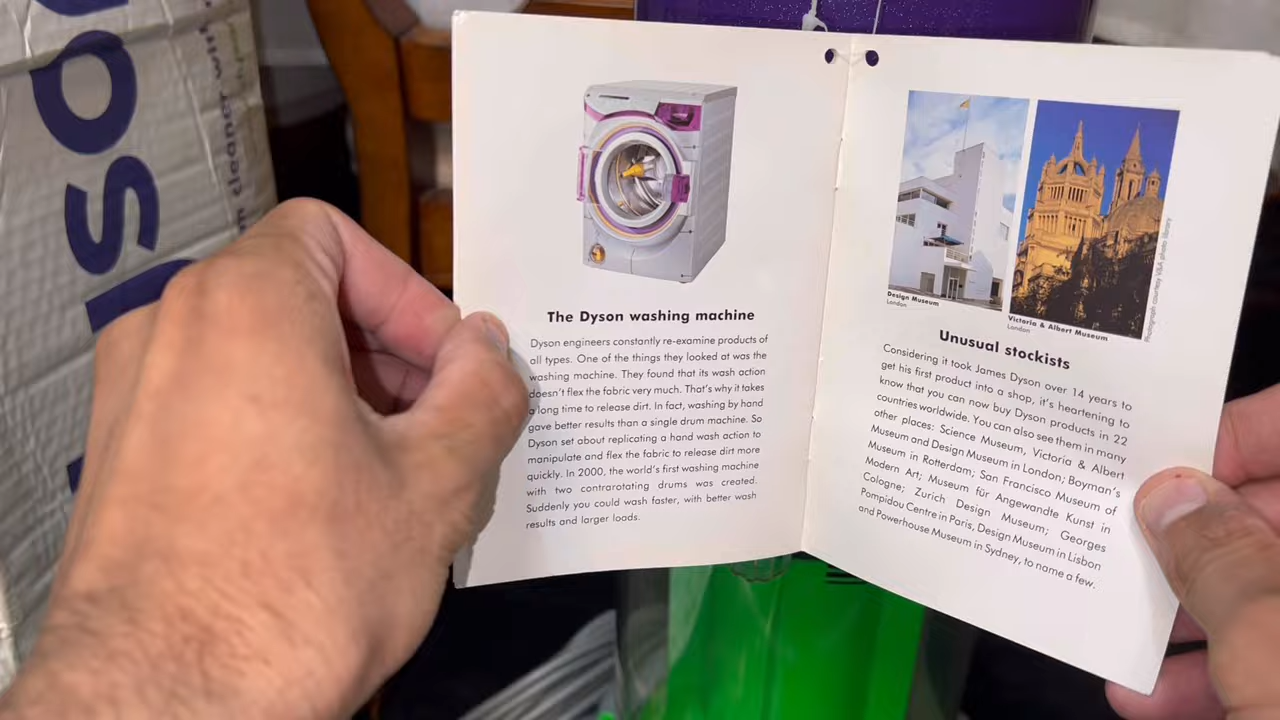 yso
m cleaner wit
The Dyson washing machine
Dyson engineers constantly re-examine products of
all types. One of the things they looked at was the
washing machine. They found that its wash action
doesn't flex the fabric very much. That's why it takes
a long time to release dirt. In fact, washing by hand
gave better results than a single drum machine. So
Dyson set about replicating a hand wash action to
manipulate and flex the fabric to release dirt more
quickly. In 2000, the world's first washing machine
with two contrarotating drums was created.
Suddenly you could wash faster, with better wash
results and larger loads.
Design Museum
London
Victoria & Albert Museum
London
Photograph courtesy V&A photo library
Unusual stockists
Considering it took James Dyson over 14 years to
get his first product into a shop, it's heartening to
know that you can now buy Dyson products in 22
countries worldwide. You can also see them in many
other places: Science Museum, Victoria & Albert
Museum and Design Museum in London; Boyman's
Museum in Rotterdam; San Francisco Museum of
Modern Art; Museum für Angewandte Kunst in
Cologne; Zurich Design Museum; Georges
Pompidou Centre in Paris, Design Museum in Lisbon
and Powerhouse Museum in Sydney, to name a few.